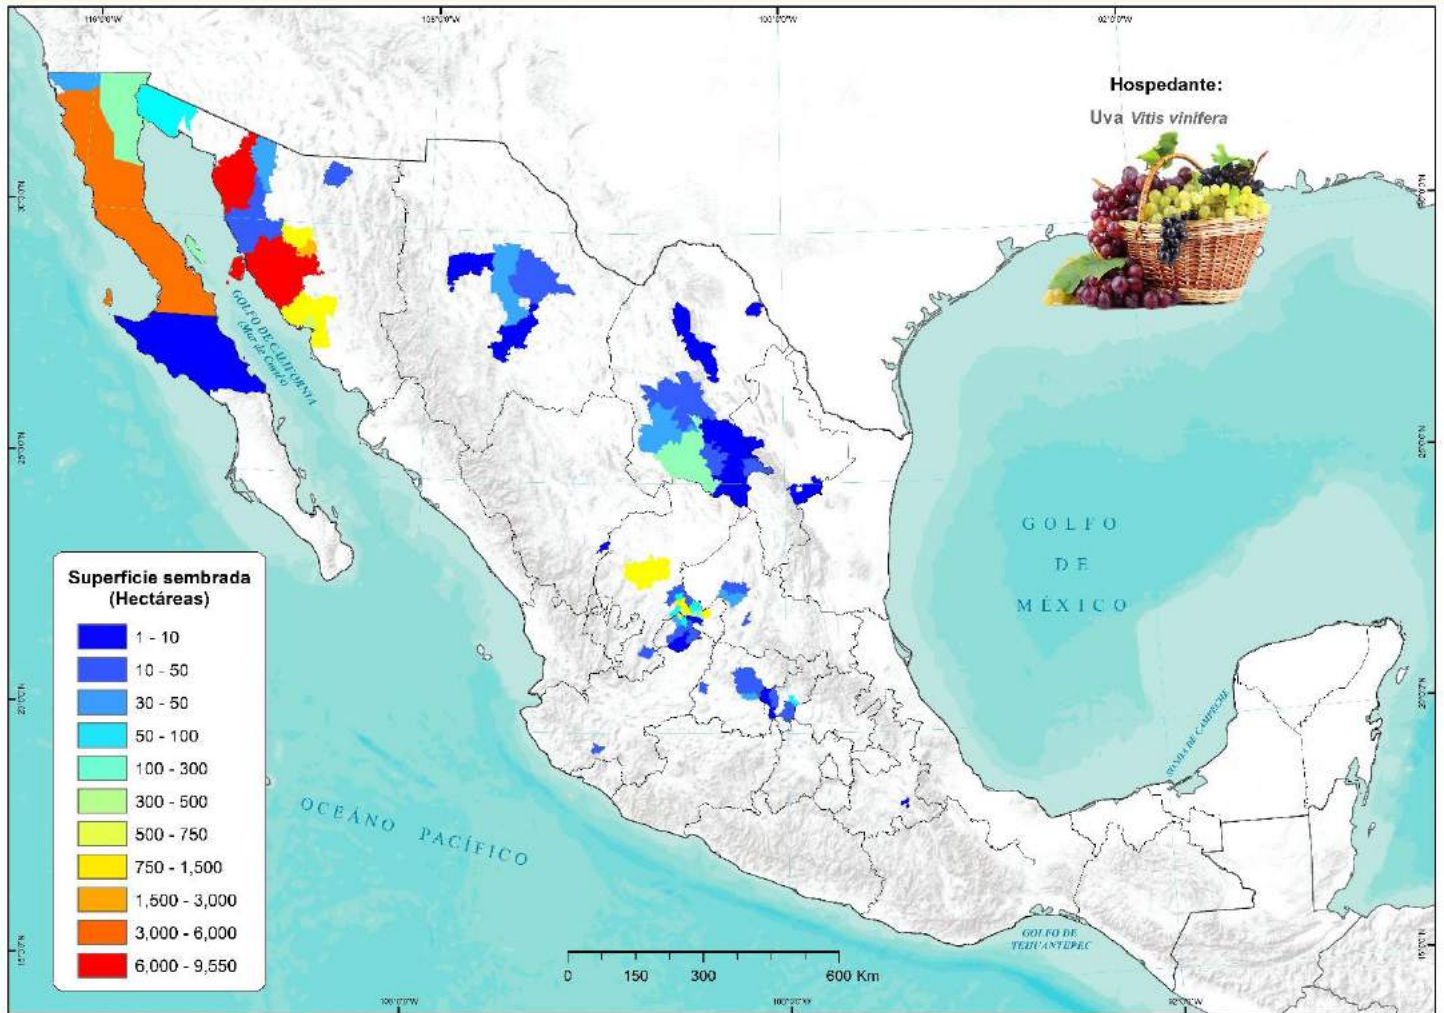 Hospedante:
Uva Vitis vinifera
GOLFO DE CALIFORNIA
(Mar de Cortés)
GOLFO
DE
MÉXICO
SONDA DE CAMPECHE
OCEÁNO PACÍFICO
GOLFO DE
TEHUANTEPEC
Superficie sembrada
(Hectáreas)
1 - 10
10 - 50
30 - 50
50 - 100
100 - 300
300 - 500
500 - 750
750 - 1,500
1,500 - 3,000
3,000 - 6,000
6,000 - 9,550
0 150 300 600 Km